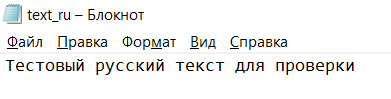 text_ru – Блокнот
Файл Правка Формат Вид Справка
Тестовый русский текст для проверки